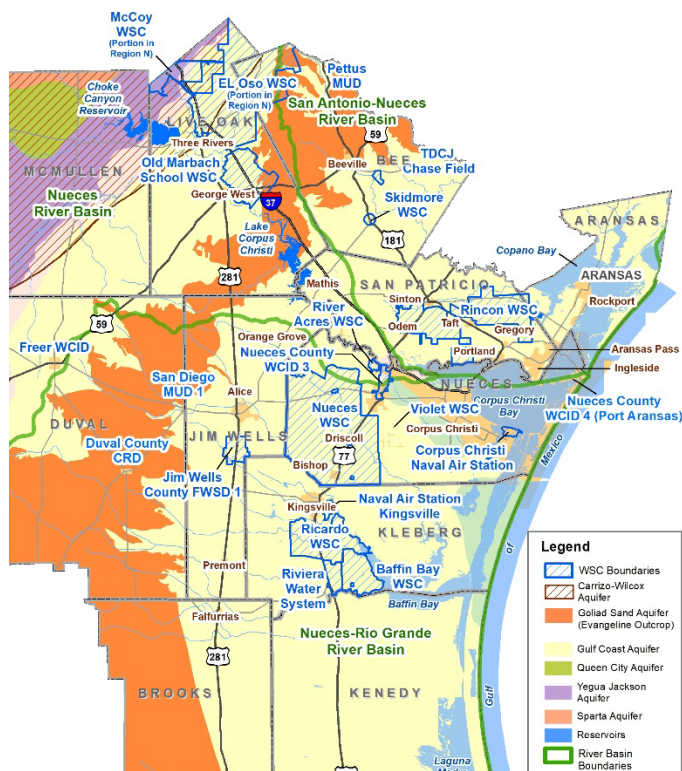 McCoy
WSC
(Portion in
Region N)
Pettus
MUD
EL Oso WSC
(Portion in
Region N)
Choke
Canyon
Reservoir
San Antonio-Nueces
River Basin
LIVE OAK
59
Three Rivers
TDCJ
Chase Field
BEE
Beeville
MCMULLEN
Old Marbach
School WSC
Nueces
River Basin
George West
37
Skidmore
WSC
ARANSAS
Lake
Corpus
Christi
181
Copano Bay
281
SAN PATRICIO
ARANSAS
Mathis
Rockport
Sinton
Rincon WSC
River
Acres WSC
59
Odem
Taft
Gregory
Orange Grove
Aransas Pass
Freer WCID
Nueces County
WCID 3
Portland
Ingleside
NUECES
San Diego
MUD 1
Alice
Nueces
WSC
Violet WSC
Corpus Christi
Bay
Nueces County
WCID 4 (Port Aransas)
DUVAL
Corpus Christi
Duval County
CRD
JIM WELLS
Driscoll
Corpus Christi
Naval Air Station
77
Bishop
Jim Wells
County FWSD 1
Mexico
Naval Air Station
Kingsville
Kingsville
Ricardo
WSC
KLEBERG
of
Premont
Baffin Bay
WSC
Riviera
Water
System
Baffin Bay
Falfurrias
Nueces-Rio Grande
River Basin
281
77
BROOKS
KENEDY
Gulf
Laguna
Madre
Legend
WSC Boundaries
Carrizo-Wilcox
Aquifer
Goliad Sand Aquifer
(Evangeline Outcrop)
Gulf Coast Aquifer
Queen City Aquifer
Yegua Jackson
Aquifer
Sparta Aquifer
Reservoirs
River Basin
Boundaries